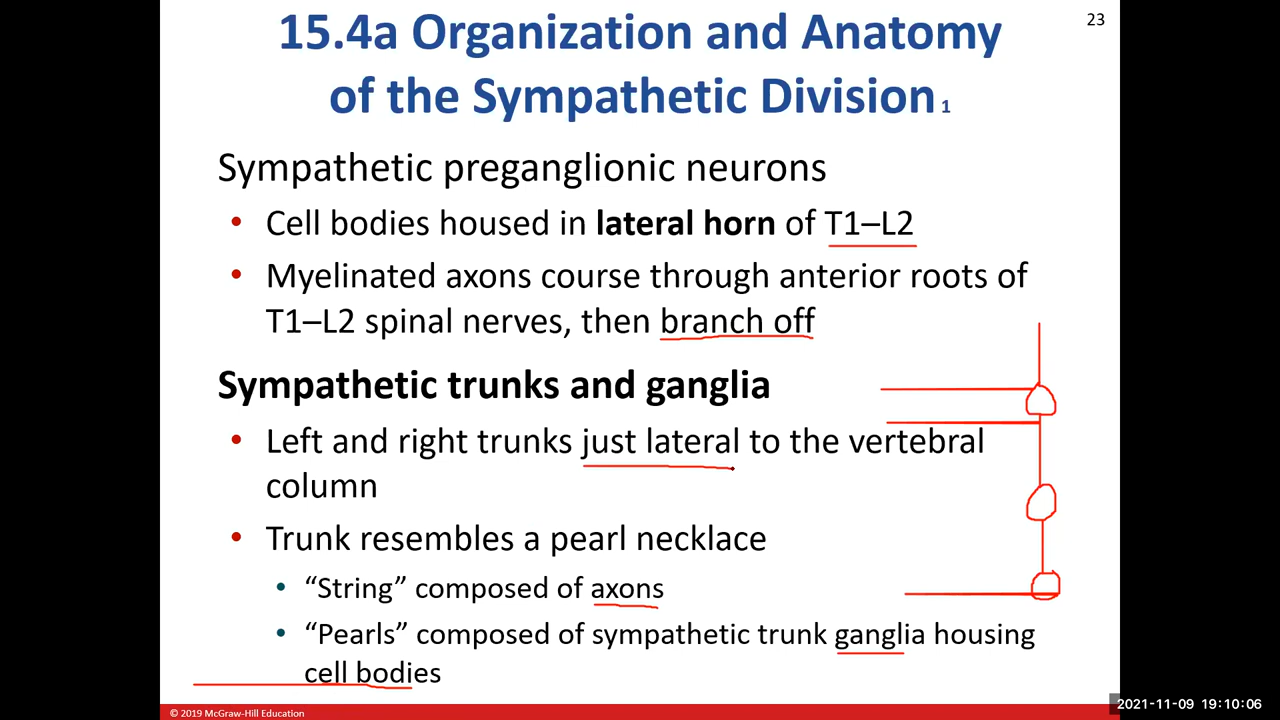 23
15.4a Organization and Anatomy
of the Sympathetic Division 1
Sympathetic preganglionic neurons
• Cell bodies housed in lateral horn of T1–L2
• Myelinated axons course through anterior roots of
T1–L2 spinal nerves, then branch off
Sympathetic trunks and ganglia
• Left and right trunks just lateral to the vertebral
column
• Trunk resembles a pearl necklace
• “String” composed of axons
• “Pearls” composed of sympathetic trunk ganglia housing
cell bodies
© 2019 McGraw-Hill Education
2021-11-09 19:10:06